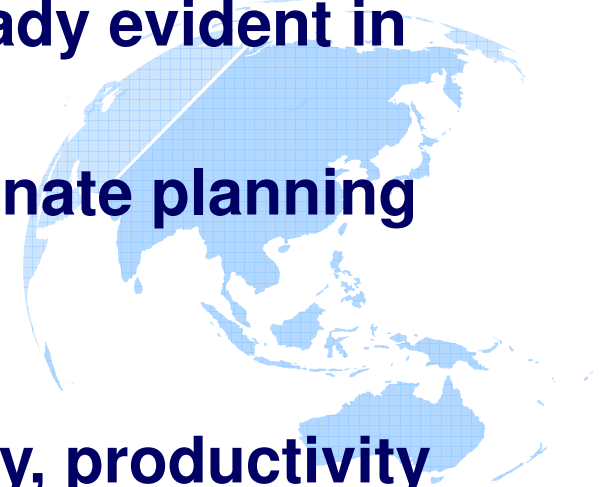 ady evident in
nate planning
y, productivity